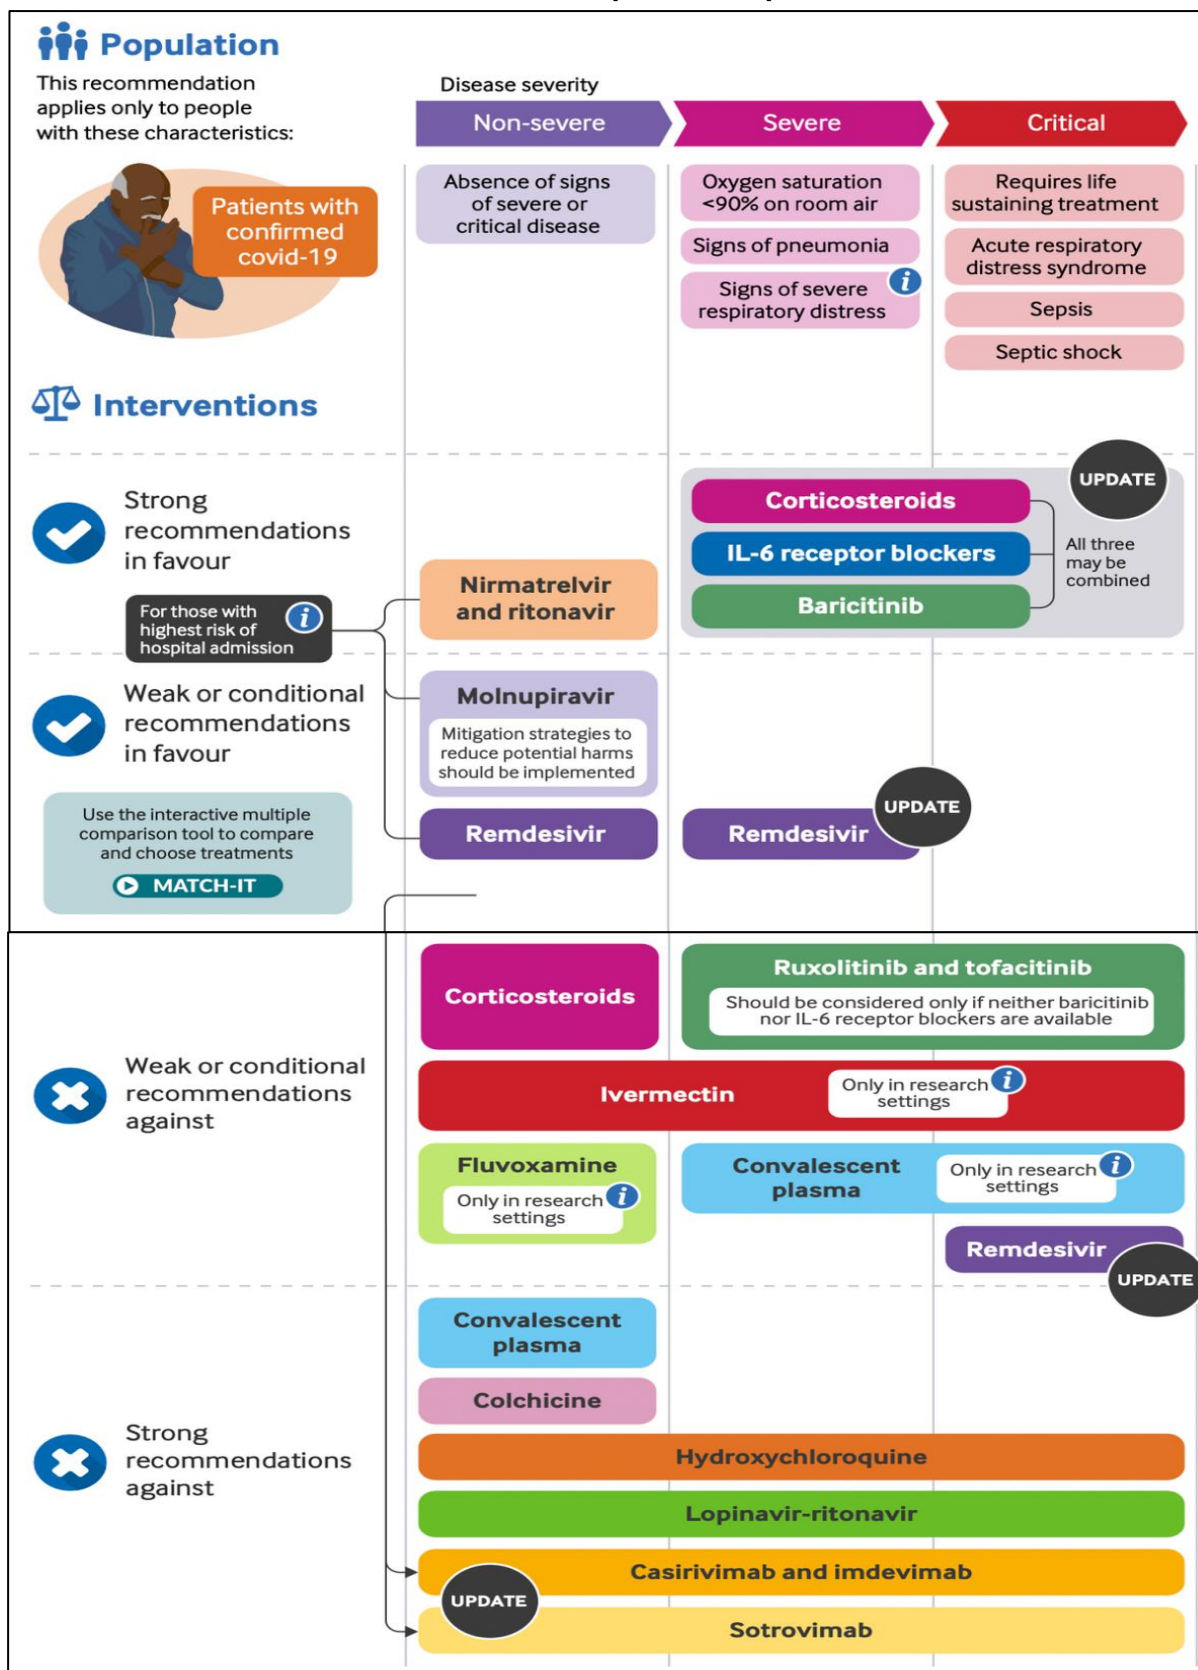 Population
This recommendation
applies only to people
with these characteristics:
Patients with
confirmed
covid-19
Disease severity
Non-severe
Severe
Critical
Absence of signs
of severe or
critical disease
Oxygen saturation
<90% on room air
Signs of pneumonia
Signs of severe
respiratory distress
i
Requires life
sustaining treatment
Acute respiratory
distress syndrome
Sepsis
Septic shock
Interventions
Strong
recommendations
in favour
For those with
highest risk of
hospital admission
i
Nirmatrelvir
and ritonavir
Corticosteroids
IL-6 receptor blockers
Baricitinib
All three
may be
combined
UPDATE
Weak or conditional
recommendations
in favour
Use the interactive multiple
comparison tool to compare
and choose treatments
MATCH-IT
Molnupiravir
Mitigation strategies to
reduce potential harms
should be implemented
Remdesivir
Remdesivir
UPDATE
Weak or conditional
recommendations
against
Corticosteroids
Ruxolitinib and tofacitinib
Should be considered only if neither baricitinib
nor IL-6 receptor blockers are available
Ivermectin
Only in research
settings
i
Fluvoxamine
Only in research
settings
i
Convalescent
plasma
Only in research
settings
i
Remdesivir
UPDATE
Strong
recommendations
against
Convalescent
plasma
Colchicine
Hydroxychloroquine
Lopinavir-ritonavir
Casirivimab and imdevimab
UPDATE
Sotrovimab